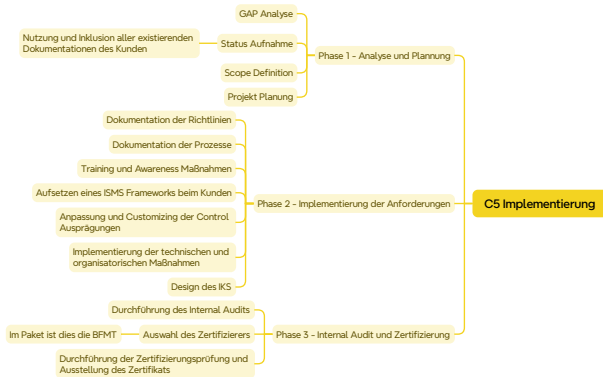 GAP Analyse
Nutzung und Inklusion aller existierenden
Dokumentationen des Kunden
Status Aufnahme
Scope Definition
Projekt Planung
Phase 1 - Analyse und Plannung
Dokumentation der Richtlinien
Dokumentation der Prozesse
Training und Awareness Maßnahmen
Aufsetzen eines ISMS Frameworks beim Kunden
Anpassung und Customizing der Control
Ausprägungen
Implementierung der technischen und
organisatorischen Maßnahmen
Design des IKS
Phase 2 - Implementierung der Anforderungen
C5 Implementierung
Durchführung des Internal Audits
Im Paket ist dies die BFMT
Auswahl des Zertifizierers
Durchführung der Zertifizierungsprüfung und
Ausstellung des Zertifikats
Phase 3 - Internal Audit und Zertifizierung